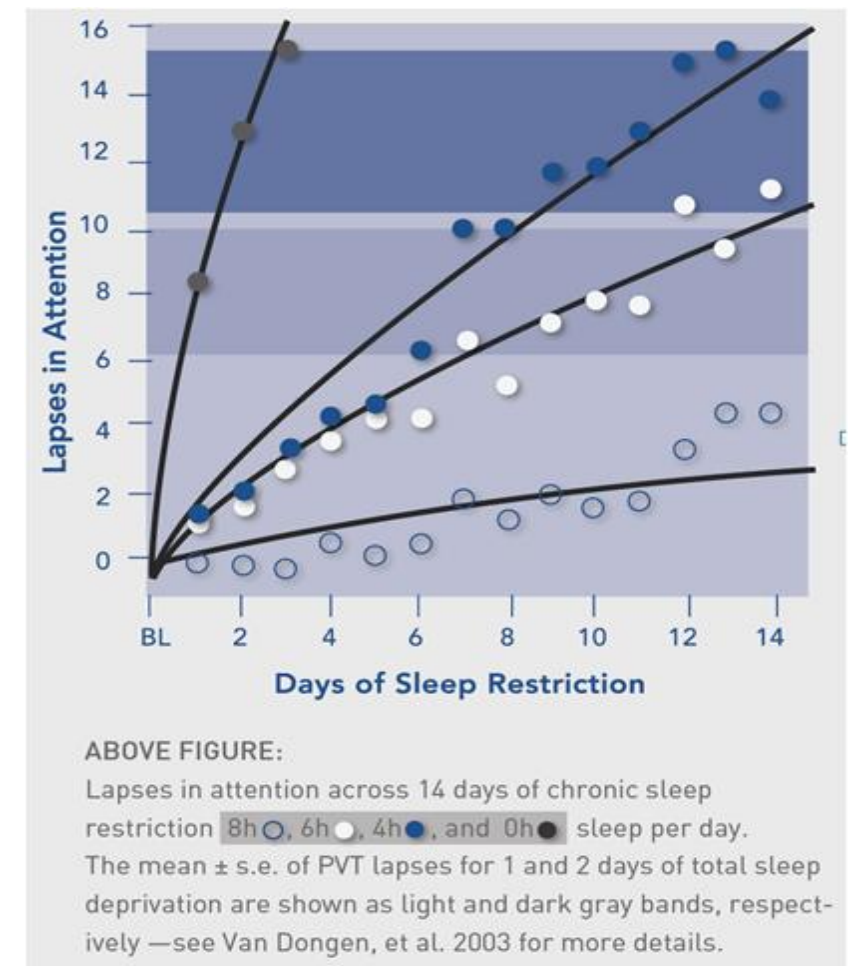 16
14
12
10
8
6
4
2
0
Lapses in Attention
BL 2 4 6 8 10 12 14
Days of Sleep Restriction
ABOVE FIGURE:
Lapses in attention across 14 days of chronic sleep
restriction 8h, 6h, 4h, and 0h sleep per day.
The mean ± s.e. of PVT lapses for 1 and 2 days of total sleep
deprivation are shown as light and dark gray bands, respect-
ively —see Van Dongen, et al. 2003 for more details.